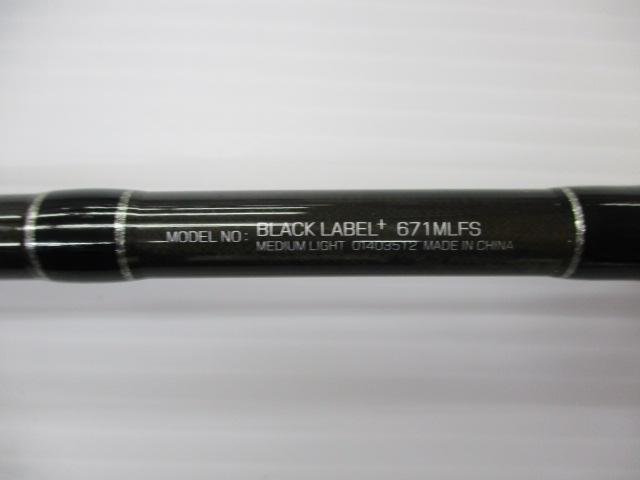 MODEL NO: BLACK LABEL+ 671MLFS
MEDIUM LIGHT 01403512 MADE IN CHINA